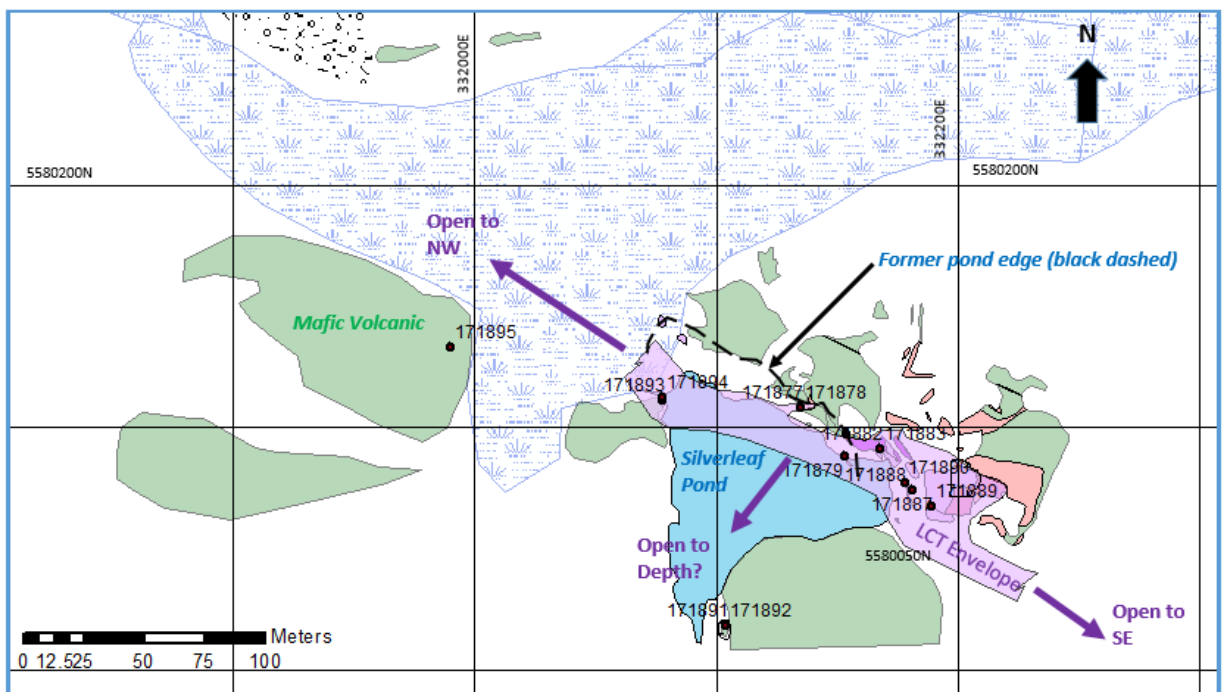 N
332000E
332200E
5580200N
5580200N
Open to
NW
Former pond edge (black dashed)
Mafic Volcanic
171895
171893
171894
171877
171878
171882
171883
Silverleaf
Pond
171879
171888
171890
171889
171887
LCT Envelope
5580050N
Open to
Depth?
171891
171892
Open to
SE
Meters
0 12.525 50 75 100